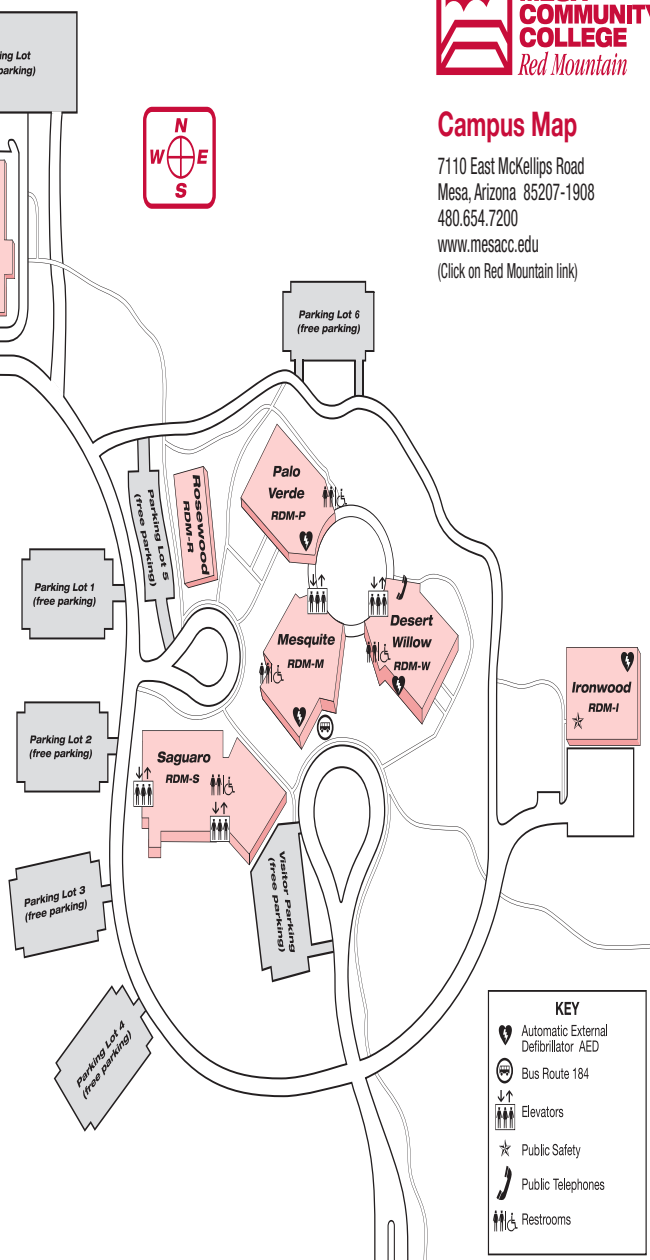 COMMUNITY
COLLEGE
Red Mountain
Campus Map
7110 East McKellips Road
Mesa, Arizona 85207-1908
480.654.7200
www.mesacc.edu
(Click on Red Mountain link)
Lot
parking)
N
W E
S
Parking Lot 6
(free parking)
Palo
Verde
RDM-P
Rosewood
RDM-R
Parking Lot 5
(free parking)
Parking Lot 1
(free parking)
Desert
Willow
RDM-W
Mesquite
RDM-M
Ironwood
RDM-I
Parking Lot 2
(free parking)
Saguaro
RDM-S
Visitor Parking
(free parking)
Parking Lot 3
(free parking)
Parking Lot 4
(free parking)
KEY
Automatic External
Defibrillator AED
Bus Route 184
Elevators
Public Safety
Public Telephones
Restrooms